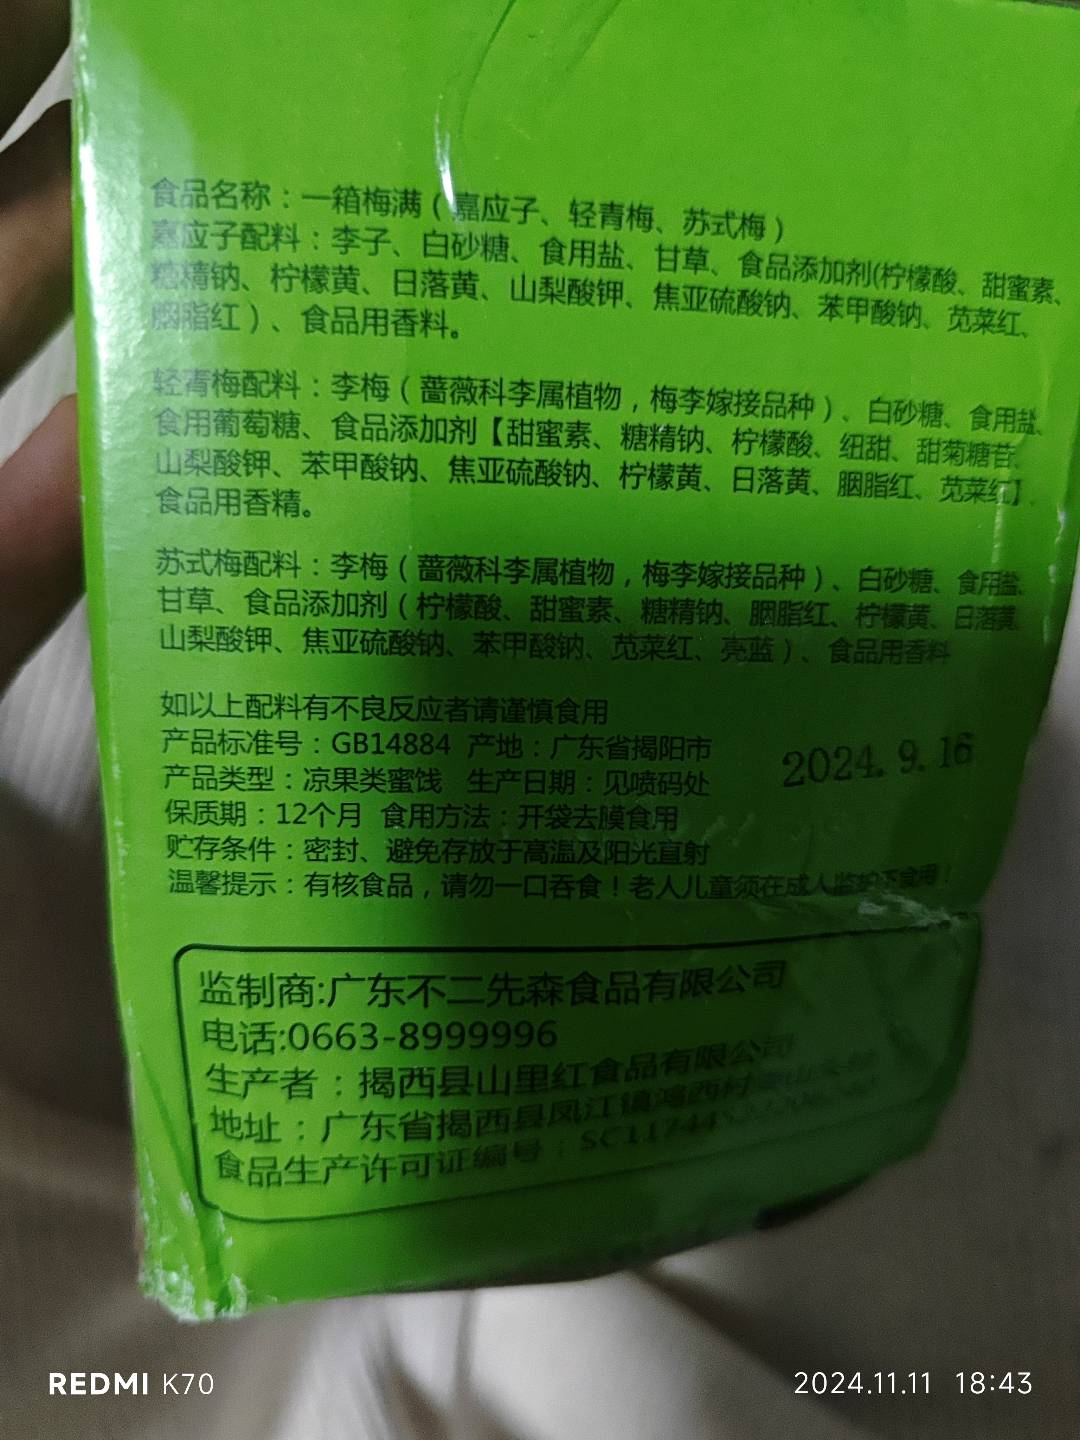 食品名称：一箱梅满（嘉应子、轻青梅、苏式梅）
嘉应子配料：李子、白砂糖、食用盐、甘草、食品添加剂(柠檬酸、甜蜜素、
糖精钠、柠檬黄、日落黄、山梨酸钾、焦亚硫酸钠、苯甲酸钠、苋菜红、
胭脂红）、食品用香料。
轻青梅配料：李梅（蔷薇科李属植物，梅李嫁接品种）、白砂糖、食用盐、
食用葡萄糖、食品添加剂【甜蜜素、糖精钠、柠檬酸、纽甜、甜菊糖苷、
山梨酸钾、苯甲酸钠、焦亚硫酸钠、柠檬黄、日落黄、胭脂红、苋菜红】、
食品用香精。
苏式梅配料：李梅（蔷薇科李属植物，梅李嫁接品种）、白砂糖、食用盐、
甘草、食品添加剂（柠檬酸、甜蜜素、糖精钠、胭脂红、柠檬黄、日落黄、
山梨酸钾、焦亚硫酸钠、苯甲酸钠、苋菜红、亮蓝）、食品用香料
如以上配料有不良反应者请谨慎食用
产品标准号：GB14884 产地：广东省揭阳市
产品类型：凉果类蜜饯 生产日期：见喷码处
2024.9.16
保质期：12个月 食用方法：开袋去膜食用
贮存条件：密封、避免存放于高温及阳光直射
温馨提示：有核食品，请勿一口吞食！老人儿童须在成人监护下食用！
监制商:广东不二先森食品有限公司
电话:0663-8999996
生产者：揭西县山里红食品有限公司
地址：广东省揭西县凤江镇鸿西村
食品生产许可证编号：SC11744
REDMI K70
2024.11.11 18:43